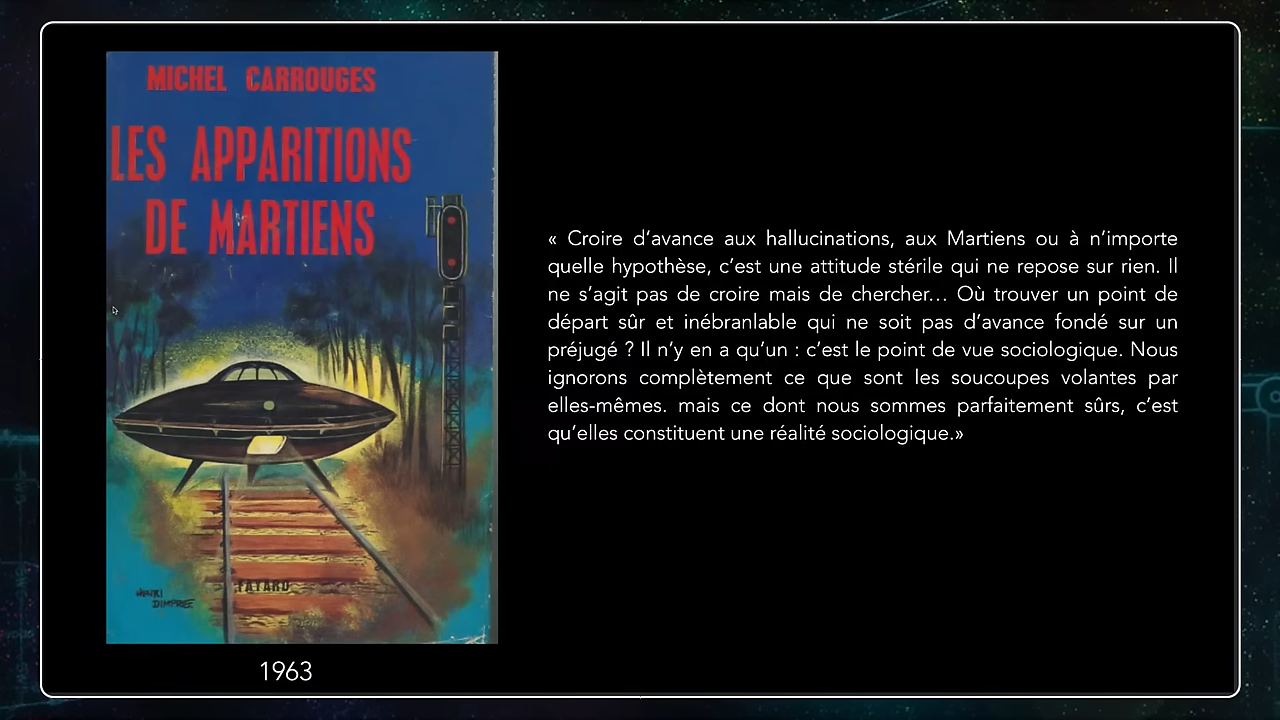 MICHEL CARROUGES
LES APPARITIONS
DE MARTIENS
FAYARD
HENRI
DIMPRE
1963
« Croire d’avance aux hallucinations, aux Martiens ou à n’importe
quelle hypothèse, c’est une attitude stérile qui ne repose sur rien. Il
ne s’agit pas de croire mais de chercher… Où trouver un point de
départ sûr et inébranlable qui ne soit pas d’avance fondé sur un
préjugé ? Il n’y en a qu’un : c’est le point de vue sociologique. Nous
ignorons complètement ce que sont les soucoupes volantes par
elles-mêmes. mais ce dont nous sommes parfaitement sûrs, c’est
qu’elles constituent une réalité sociologique.»